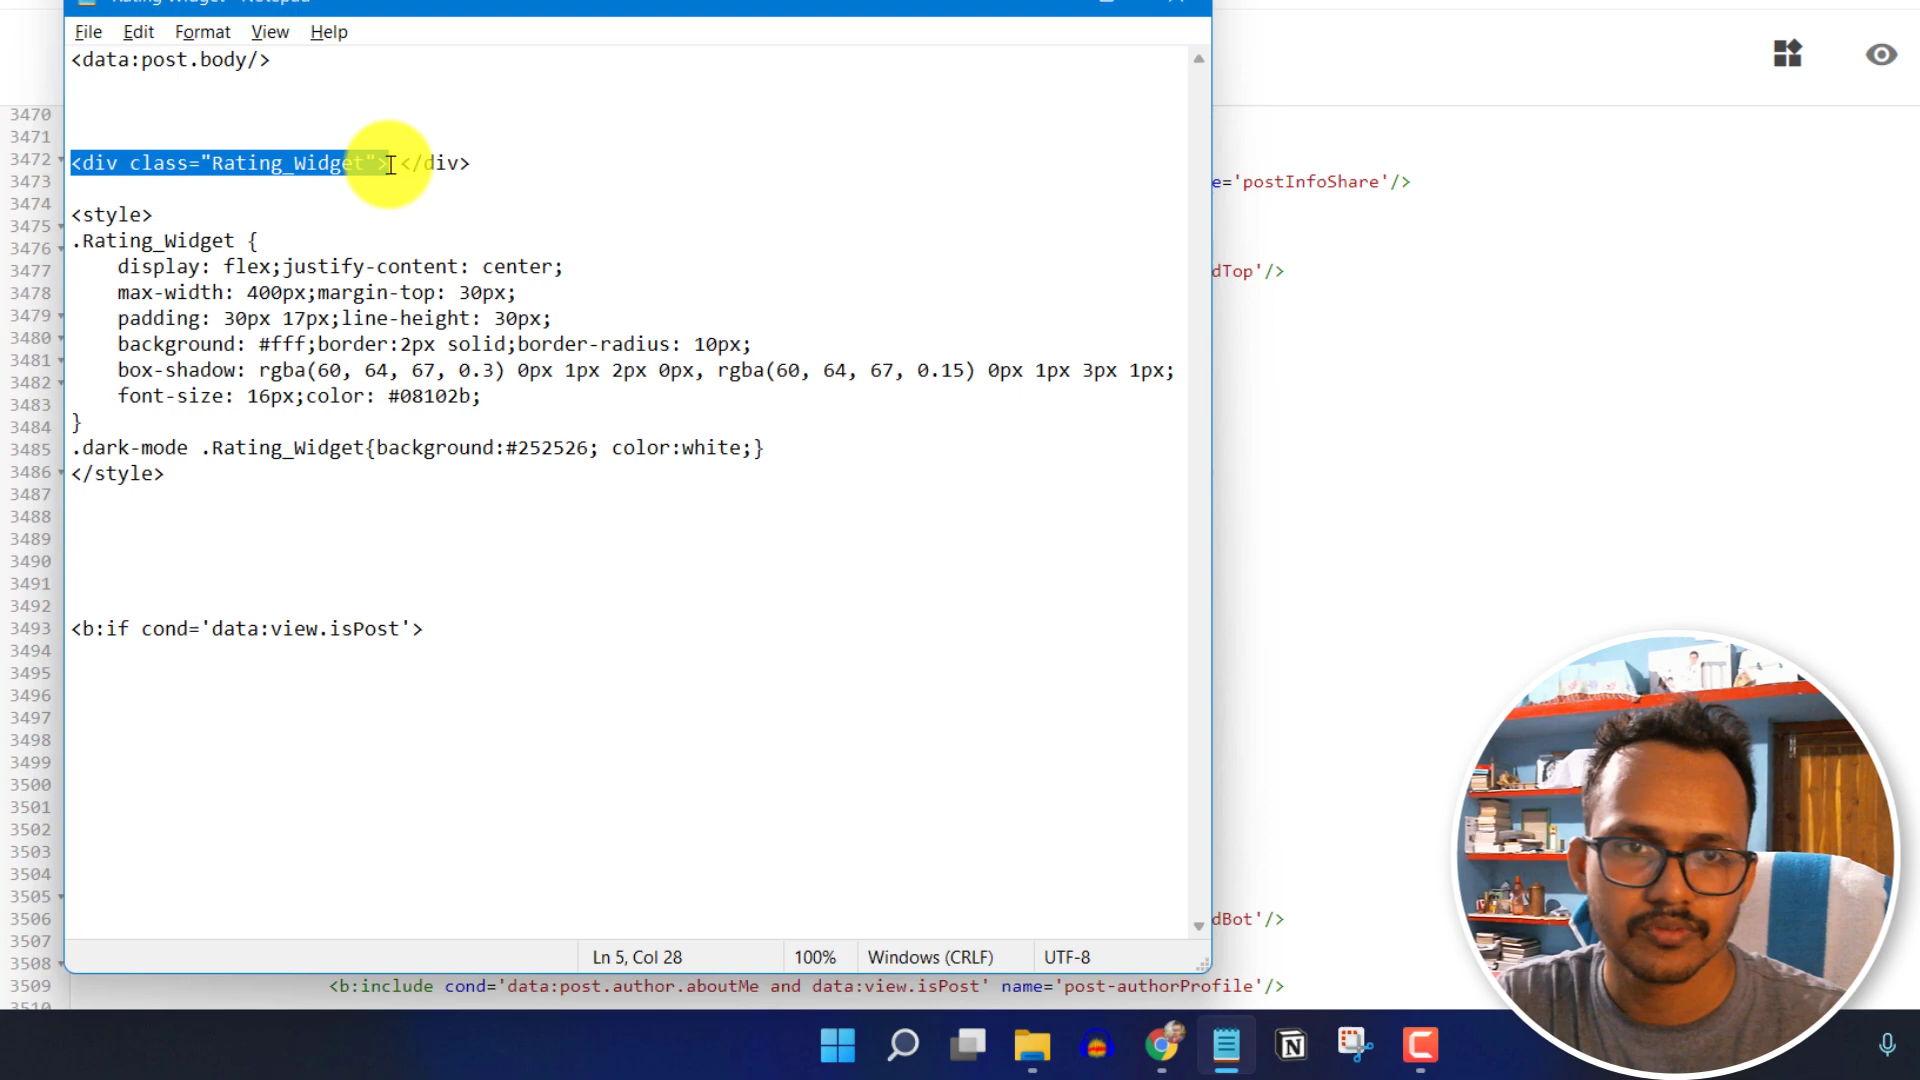 Rating Widget - Notepad
File Edit Format View Help
<data:post.body/>
<div class="Rating_Widget"> </div>
<style>
.Rating_Widget {
display: flex;justify-content: center;
max-width: 400px;margin-top: 30px;
padding: 30px 17px;line-height: 30px;
background: #fff;border:2px solid;border-radius: 10px;
box-shadow: rgba(60, 64, 67, 0.3) 0px 1px 2px 0px, rgba(60, 64, 67, 0.15) 0px 1px 3px 1px;
font-size: 16px;color: #08102b;
}
.dark-mode .Rating_Widget{background:#252526; color:white;}
</style>
<b:if cond='data:view.isPost'>
Ln 5, Col 28 100% Windows (CRLF) UTF-8
3470
3471
3472
3473 e='postInfoShare'/>
3474
3475
3476
3477 dTop'/>
3478
3479
3480
3481
3482
3483
3484
3485
3486
3487
3488
3489
3490
3491
3492
3493
3494
3495
3496
3497
3498
3499
3500
3501
3502
3503
3504
3505
3506 dBot'/>
3507
3508
3509 <b:include cond='data:post.author.aboutMe and data:view.isPost' name='post-authorProfile'/>
3510